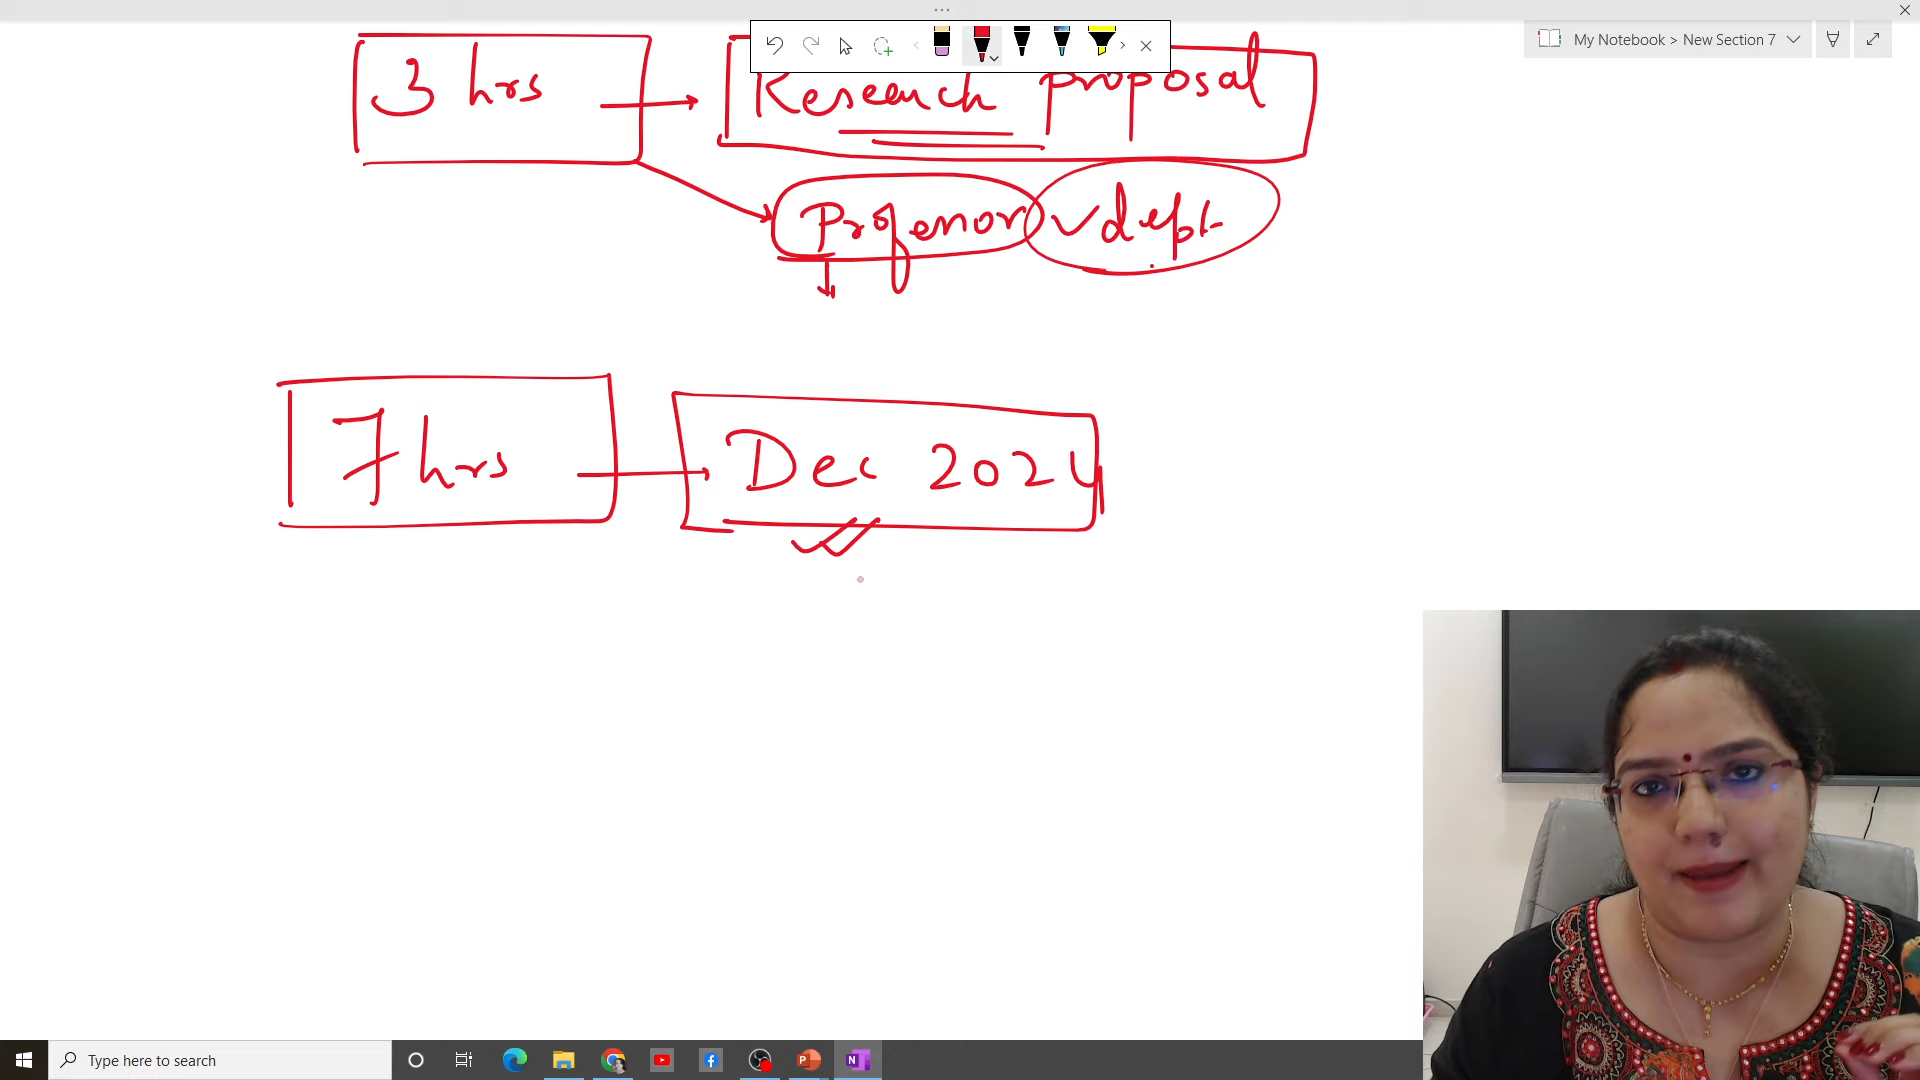 My Notebook > New Section 7
3 hrs
Research proposal
Professor
dept
7 hrs
Dec 2024
Type here to search